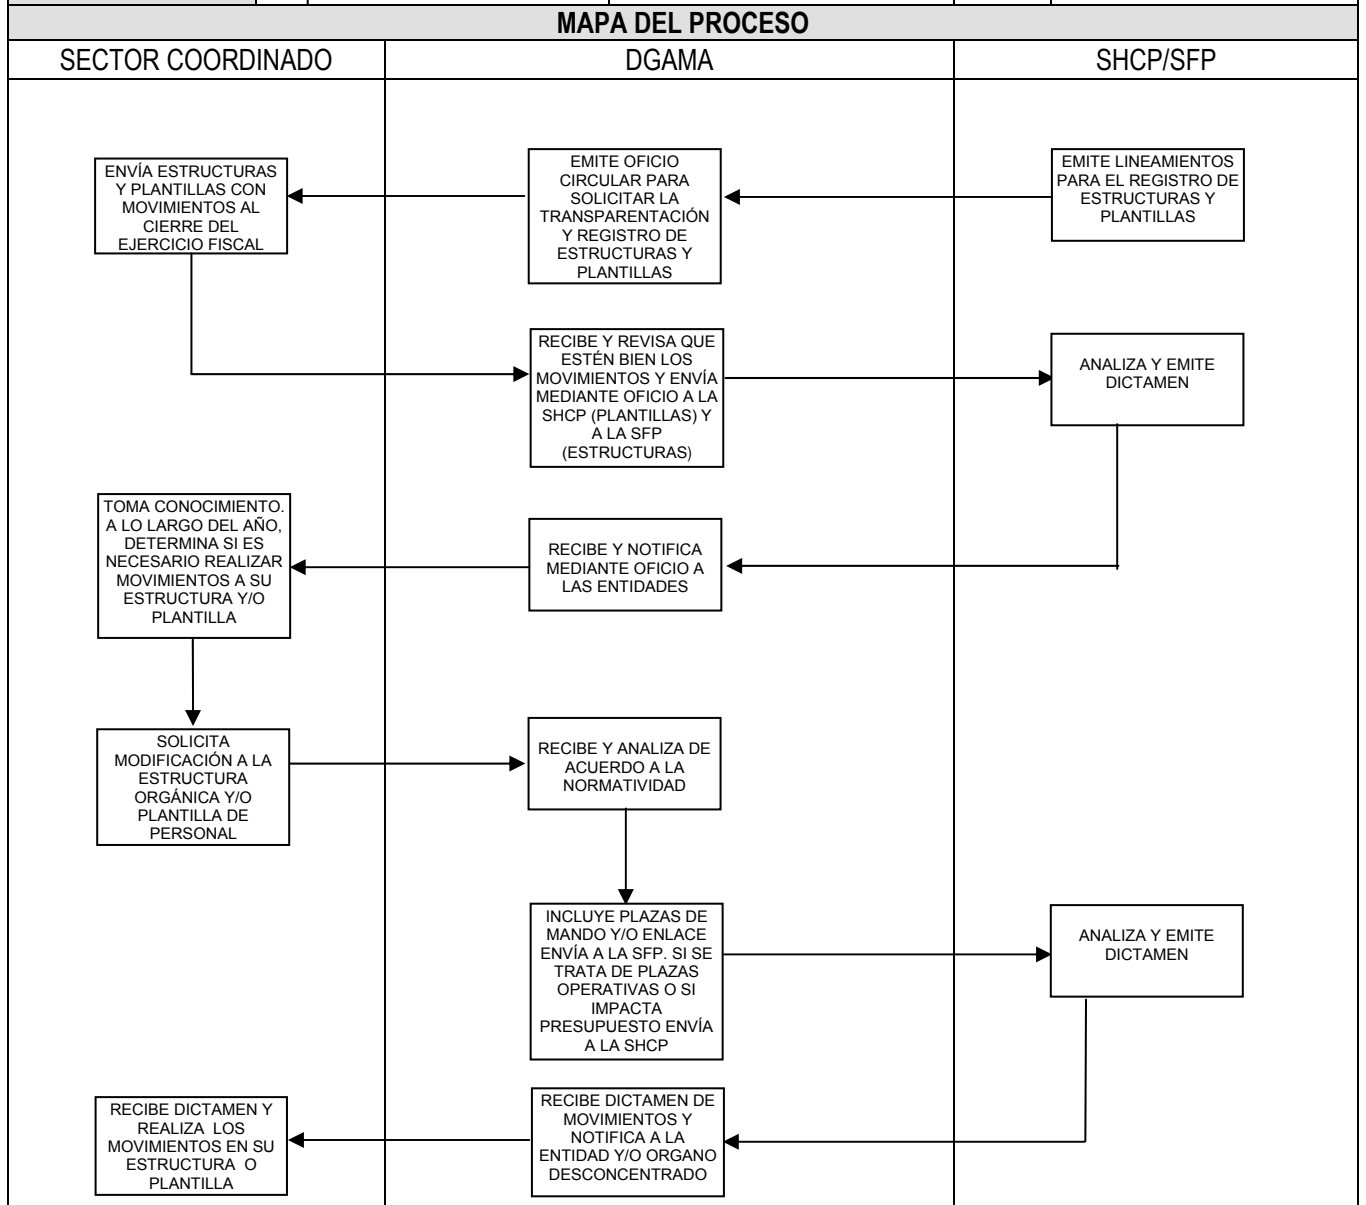 MAPA DEL PROCESO
SECTOR COORDINADO
DGAMA
SHCP/SFP
EMITE LINEAMIENTOS
PARA EL REGISTRO DE
ESTRUCTURAS Y
PLANTILLAS
EMITE OFICIO
CIRCULAR PARA
SOLICITAR LA
TRANSPARENTACIÓN
Y REGISTRO DE
ESTRUCTURAS Y
PLANTILLAS
ENVÍA ESTRUCTURAS
Y PLANTILLAS CON
MOVIMIENTOS AL
CIERRE DEL
EJERCICIO FISCAL
RECIBE Y REVISA QUE
ESTÉN BIEN LOS
MOVIMIENTOS Y ENVÍA
MEDIANTE OFICIO A LA
SHCP (PLANTILLAS) Y
A LA SFP
(ESTRUCTURAS)
ANALIZA Y EMITE
DICTAMEN
RECIBE Y NOTIFICA
MEDIANTE OFICIO A
LAS ENTIDADES
TOMA CONOCIMIENTO.
A LO LARGO DEL AÑO,
DETERMINA SI ES
NECESARIO REALIZAR
MOVIMIENTOS A SU
ESTRUCTURA Y/O
PLANTILLA
SOLICITA
MODIFICACIÓN A LA
ESTRUCTURA
ORGÁNICA Y/O
PLANTILLA DE
PERSONAL
RECIBE Y ANALIZA DE
ACUERDO A LA
NORMATIVIDAD
INCLUYE PLAZAS DE
MANDO Y/O ENLACE
ENVÍA A LA SFP. SI SE
TRATA DE PLAZAS
OPERATIVAS O SI
IMPACTA
PRESUPUESTO ENVÍA
A LA SHCP
ANALIZA Y EMITE
DICTAMEN
RECIBE DICTAMEN DE
MOVIMIENTOS Y
NOTIFICA A LA
ENTIDAD Y/O ORGANO
DESCONCENTRADO
RECIBE DICTAMEN Y
REALIZA LOS
MOVIMIENTOS EN SU
ESTRUCTURA O
PLANTILLA